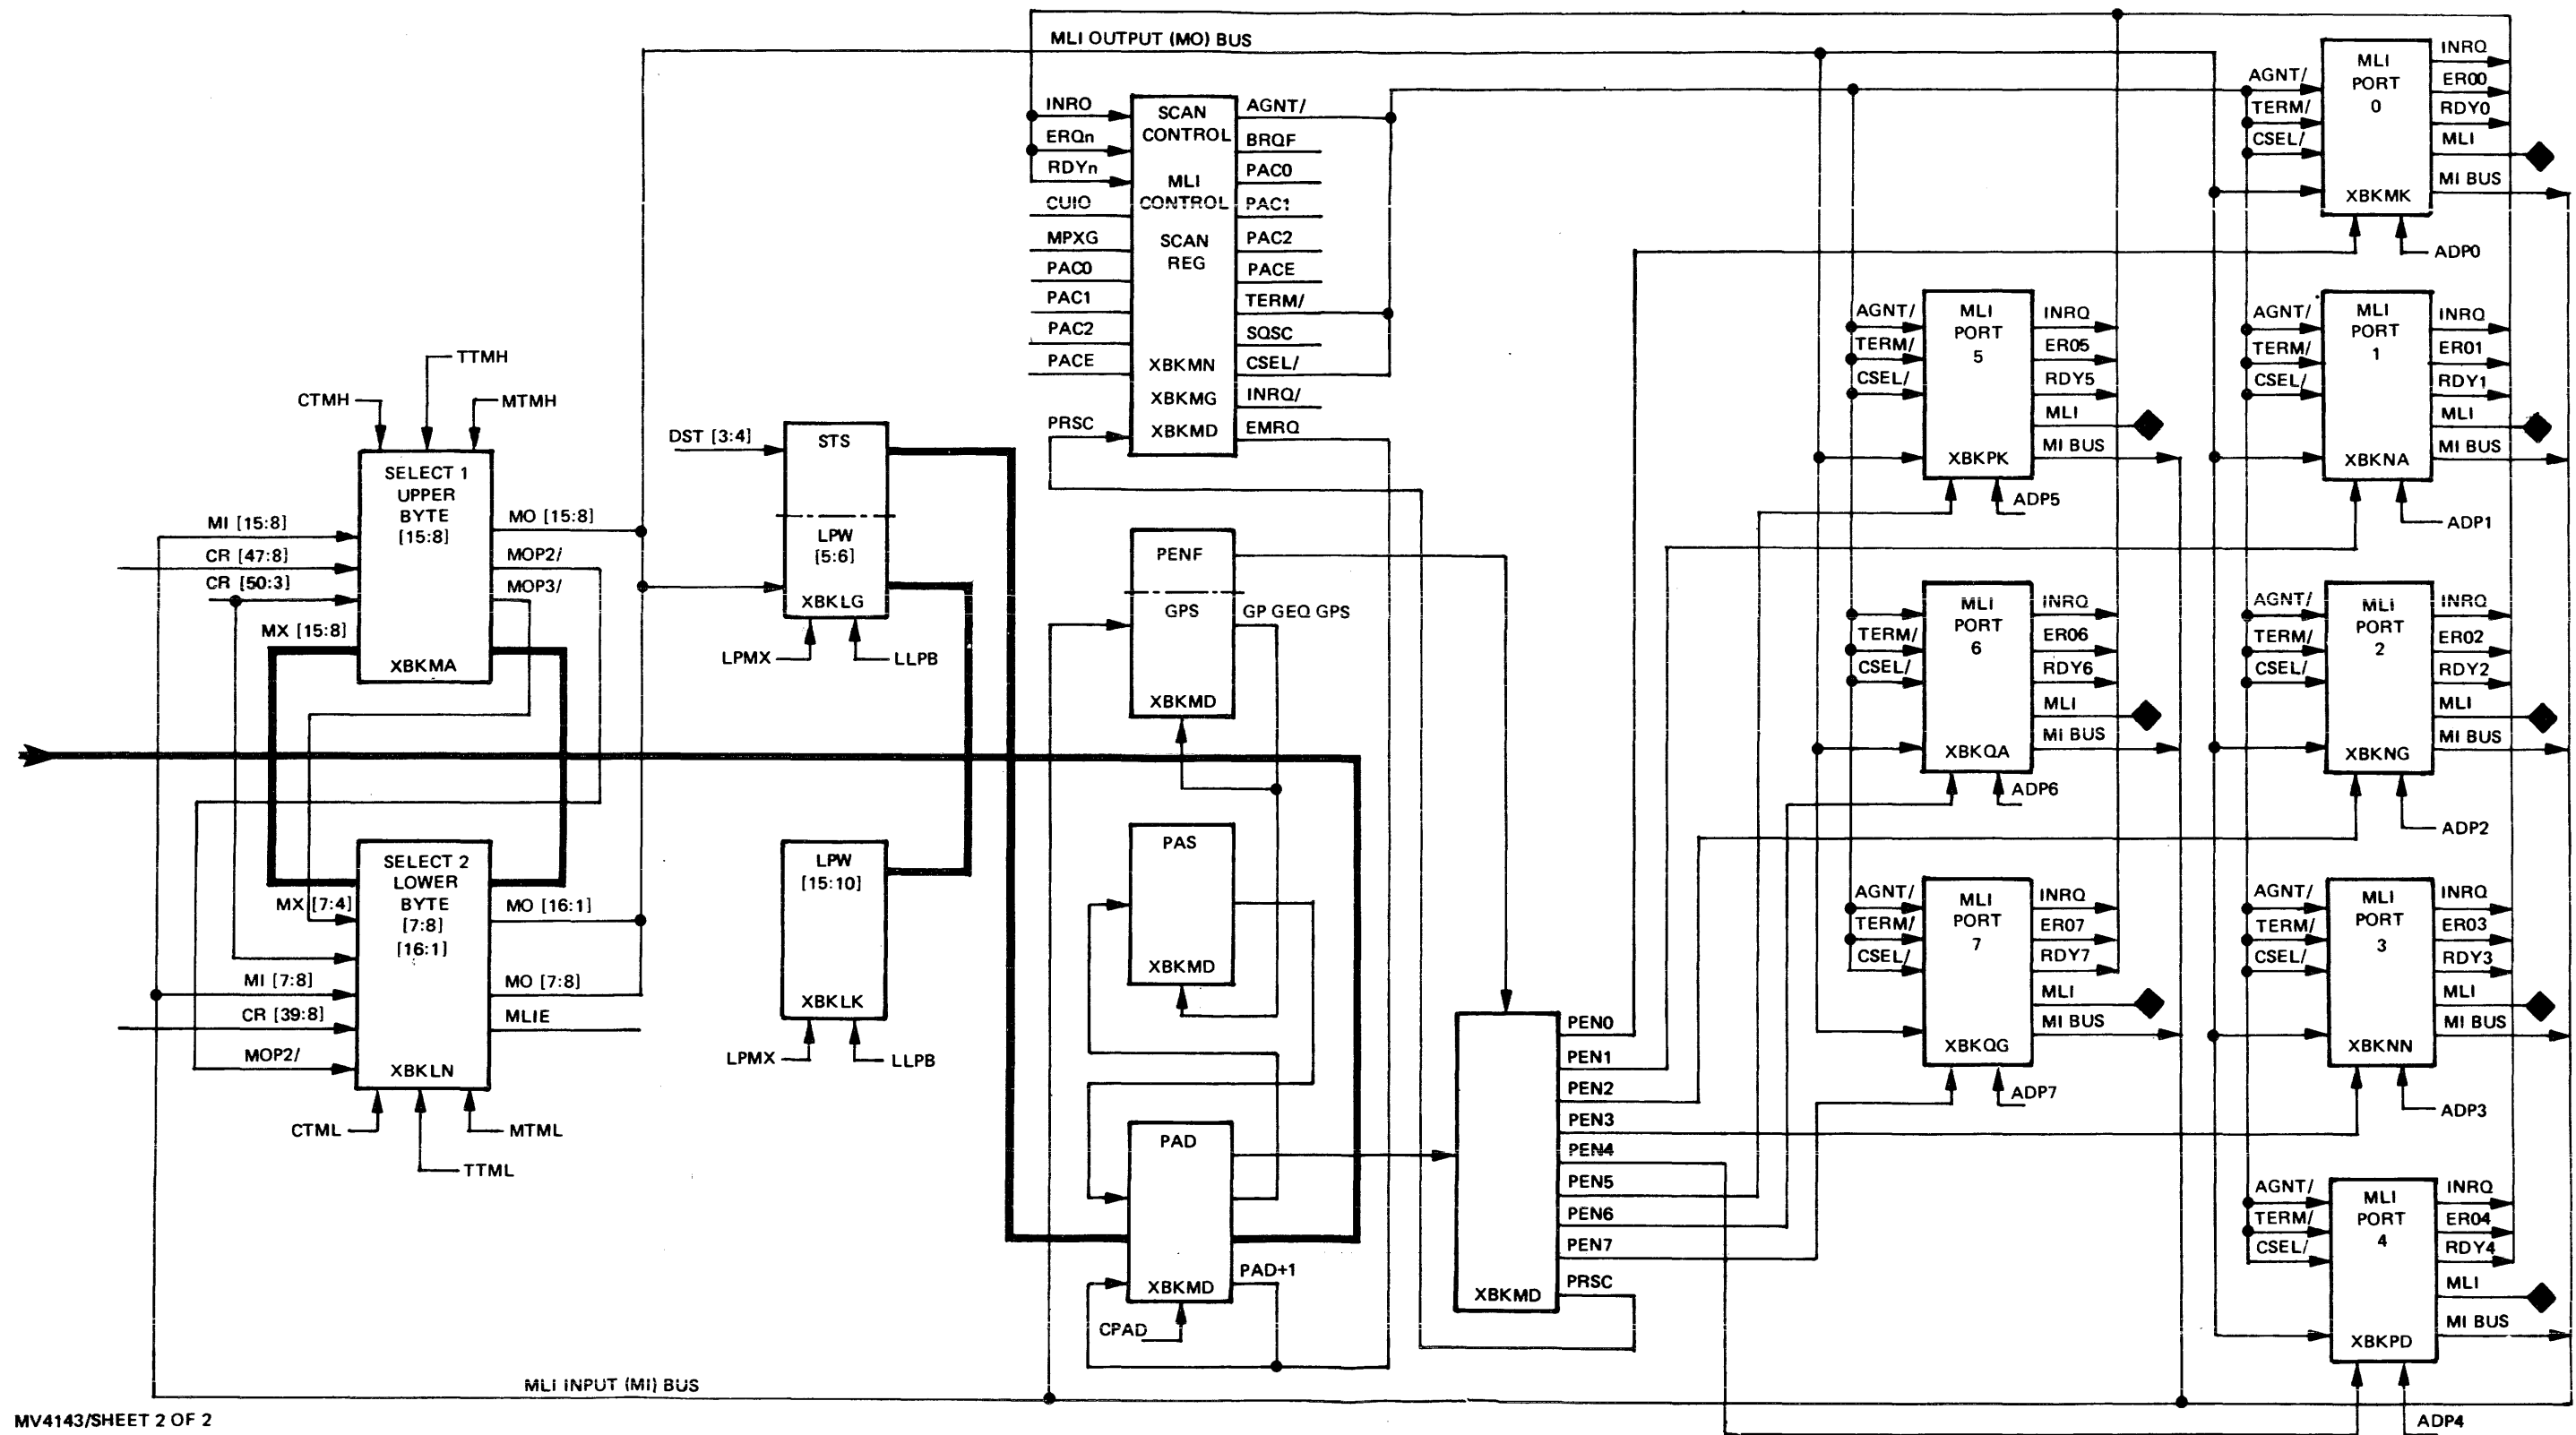 MLI OUTPUT (MO) BUS
INRO
ERQn
RDYn
CUIO
MPXG
PAC0
PAC1
PAC2
PACE
PRSC
SCAN
CONTROL
MLI
CONTROL
SCAN
REG
XBKMN
XBKMG
XBKMD
AGNT/
BRQF
PAC0
PAC1
PAC2
PACE
TERM/
SQSC
CSEL/
INRQ/
EMRQ
TTMH
CTMH
MTMH
SELECT 1
UPPER
BYTE
[15:8]
XBKMA
MI [15:8]
CR [47:8]
CR [50:3]
MX [15:8]
MO [15:8]
MOP2/
MOP3/
SELECT 2
LOWER
BYTE
[7:8]
[16:1]
XBKLN
MX [7:4]
MI [7:8]
CR [39:8]
MOP2/
MO [16:1]
MO [7:8]
MLIE
CTML
MTML
TTML
DST [3:4]
STS
LPW
[5:6]
XBKLG
LPMX
LLPB
LPW
[15:10]
XBKLK
LPMX
LLPB
PENF
GPS
XBKMD
GP GEQ GPS
PAS
XBKMD
PAD
XBKMD
PAD+1
CPAD
XBKMD
PEN0
PEN1
PEN2
PEN3
PEN4
PEN5
PEN6
PEN7
PRSC
AGNT/
TERM/
CSEL/
MLI
PORT
5
XBKPK
INRQ
ER05
RDY5
MLI
MI BUS
ADP5
TERM/
CSEL/
MLI
PORT
6
XBKQA
INRQ
ER06
RDY6
MLI
MI BUS
ADP6
AGNT/
TERM/
CSEL/
MLI
PORT
7
XBKQG
INRQ
ER07
RDY7
MLI
MI BUS
ADP7
AGNT/
TERM/
CSEL/
MLI
PORT
0
XBKMK
INRQ
ER00
RDY0
MLI
MI BUS
ADP0
AGNT/
TERM/
CSEL/
MLI
PORT
1
XBKNA
INRQ
ER01
RDY1
MLI
MI BUS
ADP1
AGNT/
TERM/
CSEL/
MLI
PORT
2
XBKNG
INRQ
ER02
RDY2
MLI
MI BUS
ADP2
AGNT/
TERM/
CSEL/
MLI
PORT
3
XBKNN
INRQ
ER03
RDY3
MLI
MI BUS
ADP3
AGNT/
TERM/
CSEL/
MLI
PORT
4
XBKPD
INRQ
ER04
RDY4
MLI
MI BUS
ADP4
MLI INPUT (MI) BUS
MV4143/SHEET 2 OF 2